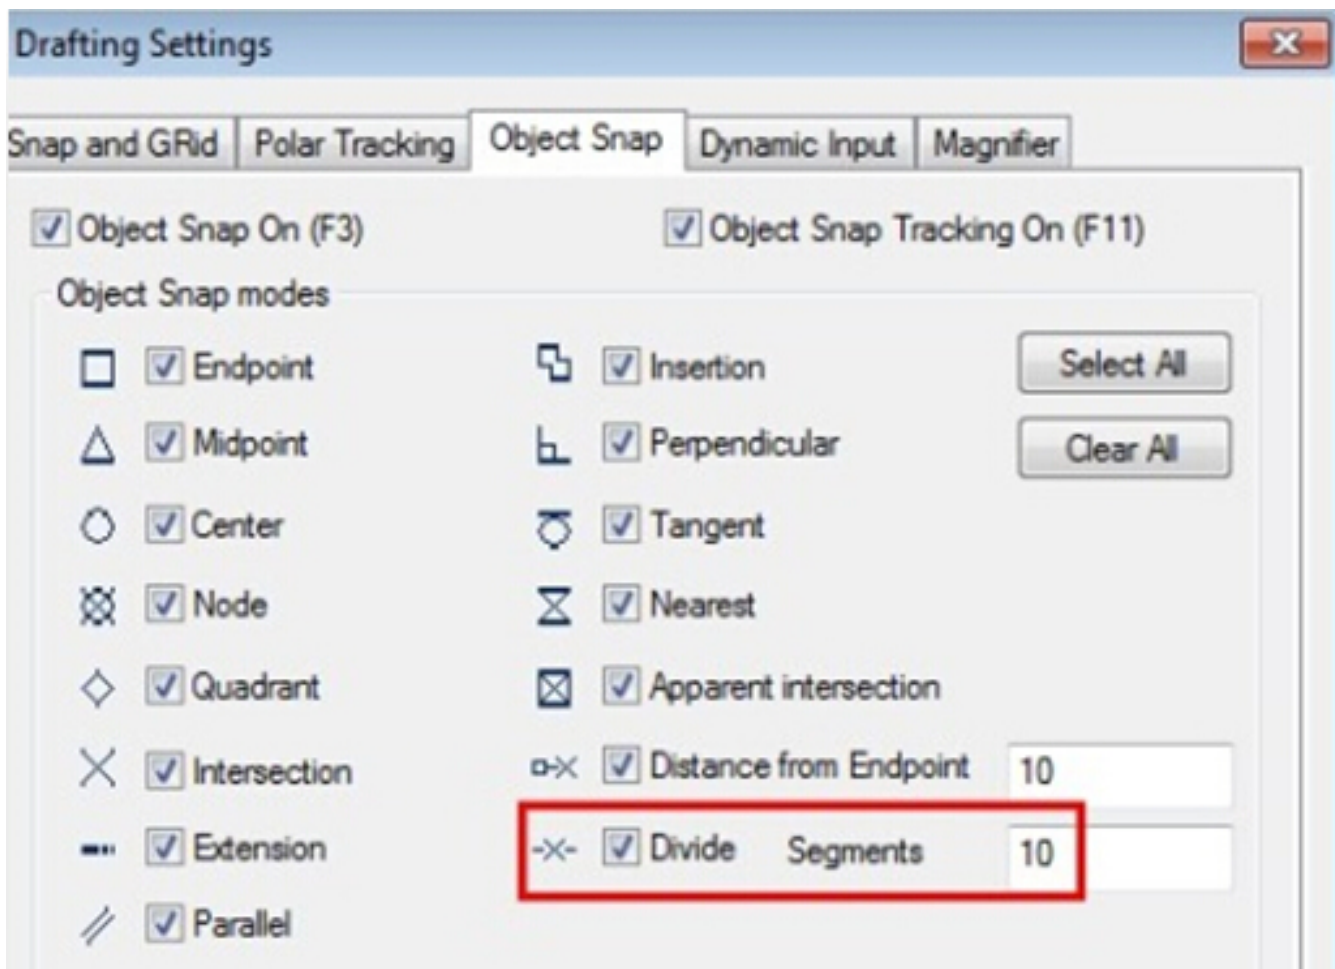 Drafting Settings
Snap and GRid Polar Tracking Object Snap Dynamic Input Magnifier
Object Snap On (F3) Object Snap Tracking On (F11)
Object Snap modes
Endpoint Insertion Select All
Midpoint Perpendicular Clear All
Center Tangent
Node Nearest
Quadrant Apparent intersection
Intersection Distance from Endpoint 10
Extension Divide Segments 10
Parallel